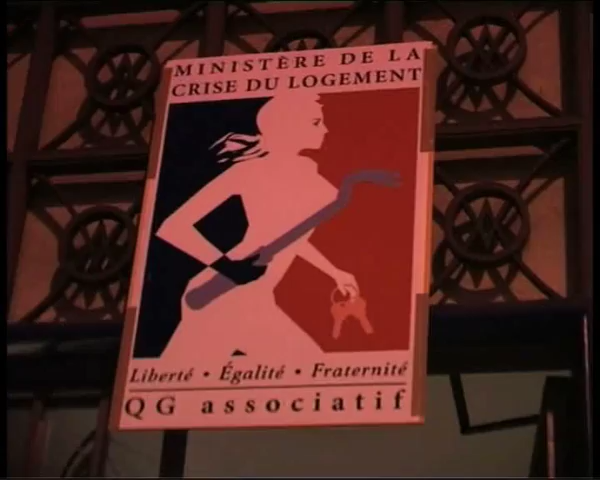 MINISTÈRE DE LA
CRISE DU LOGEMENT
Liberté • Égalité • Fraternité
QG associatif